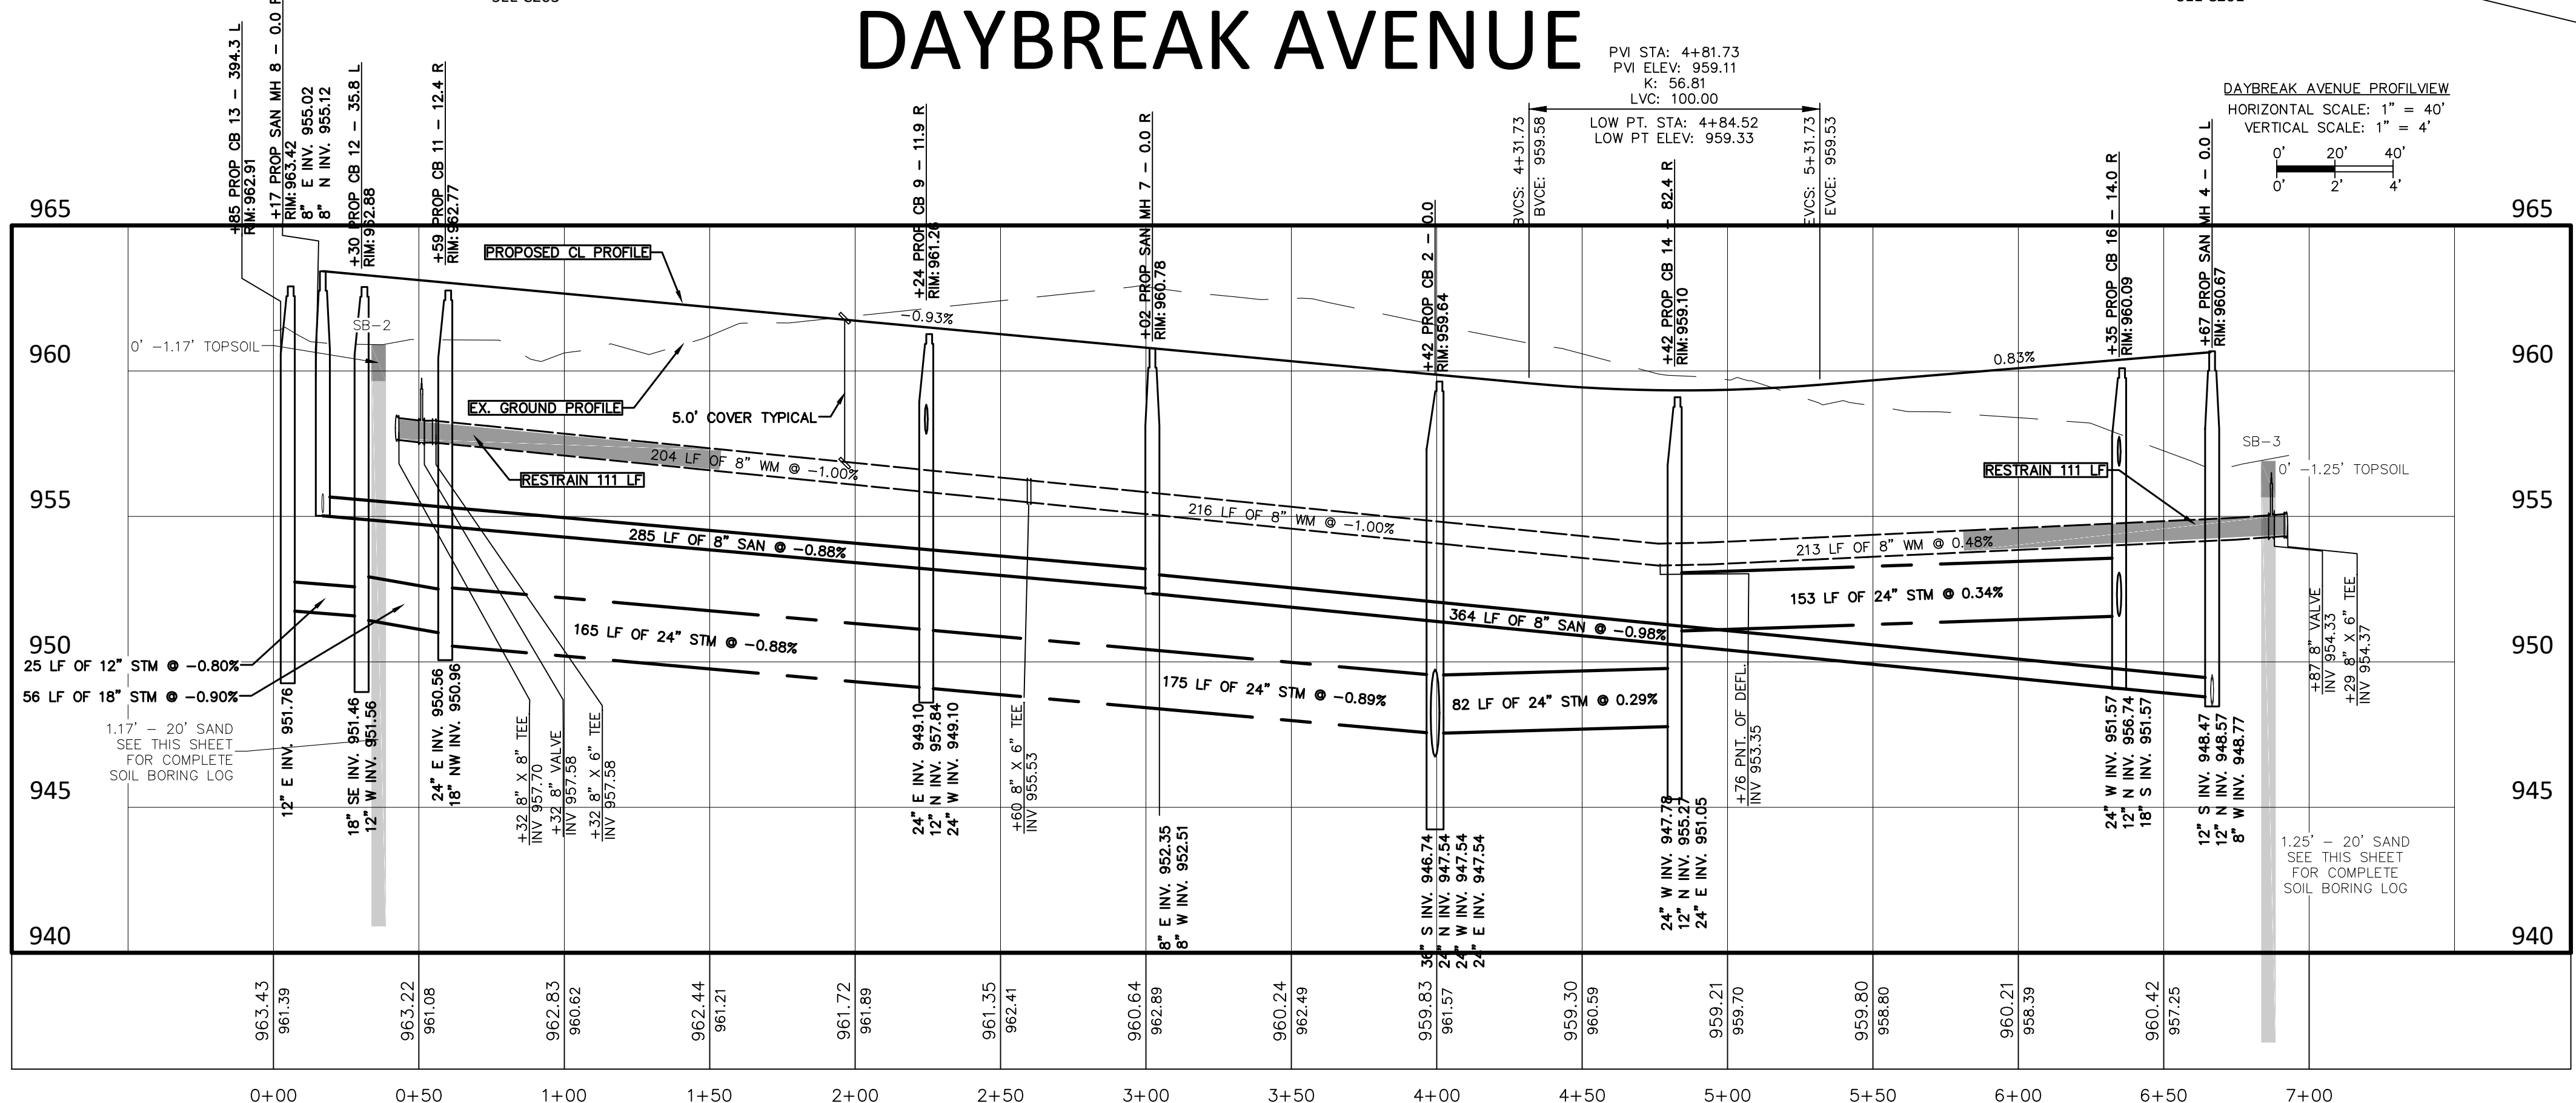 DAYBREAK AVENUE
PVI STA: 4+81.73
PVI ELEV: 959.11
K: 56.81
LVC: 100.00
LOW PT. STA: 4+84.52
LOW PT ELEV: 959.33
BVCS: 4+31.73
BVCE: 959.58
EVCS: 5+31.73
EVCE: 959.53
DAYBREAK AVENUE PROFILVIEW
HORIZONTAL SCALE: 1" = 40'
VERTICAL SCALE: 1" = 4'
0' 20' 40'
0' 2' 4'
+85 PROP CB 13 - 394.3 L
RIM:962.91
+17 PROP SAN MH 8 - 0.0
RIM:963.42
8" E INV. 955.02
8" N INV. 955.12
+30 PROP CB 12 - 35.8 L
RIM:962.88
+59 PROP CB 11 - 12.4 R
RIM:962.77
+24 PROP CB 9 - 11.9 R
RIM:961.26
+02 PROP SAN MH 7 - 0.0 R
RIM:960.78
+42 PROP CB 2 - 0.0
RIM:959.64
+42 PROP CB 14 - 82.4 R
RIM:959.10
+35 PROP CB 16 - 14.0 R
RIM:960.09
+67 PROP SAN MH 4 - 0.0 L
RIM:960.67
965
960
955
950
945
940
965
960
955
950
945
940
PROPOSED CL PROFILE
-0.93%
0.83%
SB-2
0' -1.17' TOPSOIL
EX. GROUND PROFILE
5.0' COVER TYPICAL
204 LF OF 8" WM @ -1.00%
RESTRAIN 111 LF
216 LF OF 8" WM @ -1.00%
RESTRAIN 111 LF
SB-3
0' -1.25' TOPSOIL
213 LF OF 8" WM @ 0.48%
285 LF OF 8" SAN @ -0.88%
153 LF OF 24" STM @ 0.34%
364 LF OF 8" SAN @ -0.98%
165 LF OF 24" STM @ -0.88%
25 LF OF 12" STM @ -0.80%
56 LF OF 18" STM @ -0.90%
175 LF OF 24" STM @ -0.89%
82 LF OF 24" STM @ 0.29%
1.17' - 20' SAND
SEE THIS SHEET
FOR COMPLETE
SOIL BORING LOG
12" E INV. 951.76
18" SE INV. 951.46
12" W INV. 951.56
24" E INV. 950.56
18" NW INV. 950.96
+32 8" X 8" TEE
INV 957.70
+32 8" VALVE
INV 957.58
+32 8" X 6" TEE
INV 957.58
24" E INV. 949.10
12" N INV. 957.84
24" W INV. 949.10
+60 8" X 6" TEE
INV 955.53
8" E INV. 952.35
8" W INV. 952.51
36" S INV. 946.74
24" N INV. 947.54
24" W INV. 947.54
24" E INV. 947.54
24" W INV. 947.78
12" N INV. 955.27
24" E INV. 951.05
+76 PNT. OF DEFL.
INV 953.35
24" W INV. 951.57
12" N INV. 956.74
18" S INV. 951.57
12" S INV. 948.47
12" N INV. 948.57
8" W INV. 948.77
+87 8" VALVE
INV 954.33
+29 8" X 6" TEE
INV 954.37
1.25' - 20' SAND
SEE THIS SHEET
FOR COMPLETE
SOIL BORING LOG
963.43 961.39
963.22 961.08
962.83 960.62
962.44 961.21
961.72 961.89
961.35 962.41
960.64 962.89
960.24 962.49
959.83 961.57
959.30 960.59
959.21 959.70
959.80 958.80
960.21 958.39
960.42 957.25
0+00 0+50 1+00 1+50 2+00 2+50 3+00 3+50 4+00 4+50 5+00 5+50 6+00 6+50 7+00